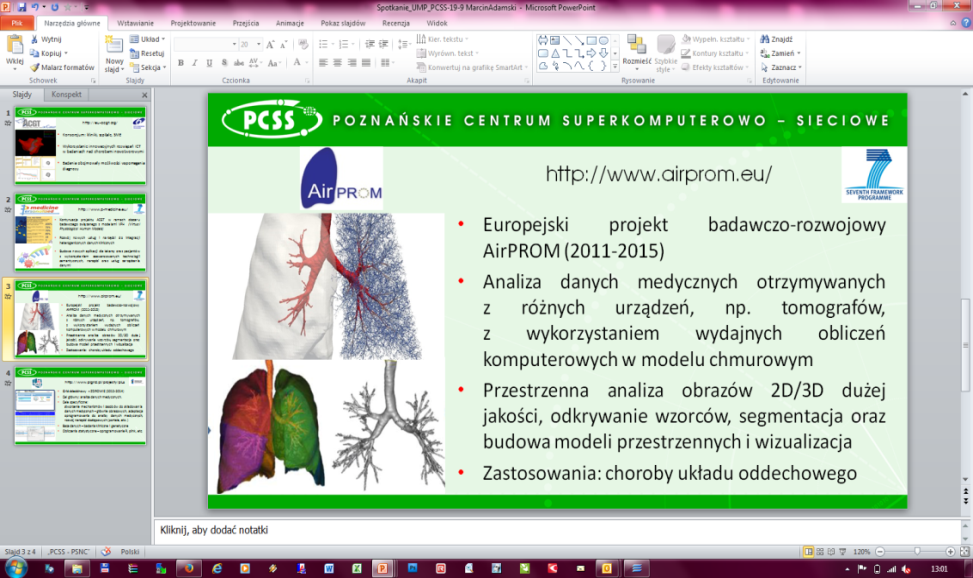 Spotkanie_UMP_PCSS-19-9 MarcinAdamski - Microsoft PowerPoint
Plik Narzędzia główne Wstawianie Projektowanie Przejścia Animacje Pokaz slajdów Recenzja Widok
Wklej
Wytnij
Kopiuj
Malarz formatów
Schowek
Nowy slajd
Układ
Resetuj
Sekcja
Slajdy
20
Czcionka
Kier. tekstu
Wyrówn. tekst
Konwertuj na grafikę SmartArt
Akapit
Rozmieść
Szybkie style
Wypełn. kształtu
Kontury kształtu
Efekty kształtów
Rysowanie
Znajdź
Zamień
Zaznacz
Edytowanie
Slajdy Konspekt
1
2
3
4
PCSS POZNAŃSKIE CENTRUM SUPERKOMPUTEROWO – SIECIOWE
AirPROM
http://www.airprom.eu/
SEVENTH FRAMEWORK
PROGRAMME
• Europejski projekt badawczo-rozwojowy
AirPROM (2011-2015)
• Analiza danych medycznych otrzymywanych
z różnych urządzeń, np. tomografów,
z wykorzystaniem wydajnych obliczeń
komputerowych w modelu chmurowym
• Przestrzenna analiza obrazów 2D/3D dużej
jakości, odkrywanie wzorców, segmentacja oraz
budowa modeli przestrzennych i wizualizacja
• Zastosowania: choroby układu oddechowego
Kliknij, aby dodać notatki
Slajd 3 z 4 „PCSS - PSNC" Polski 120%
13:01